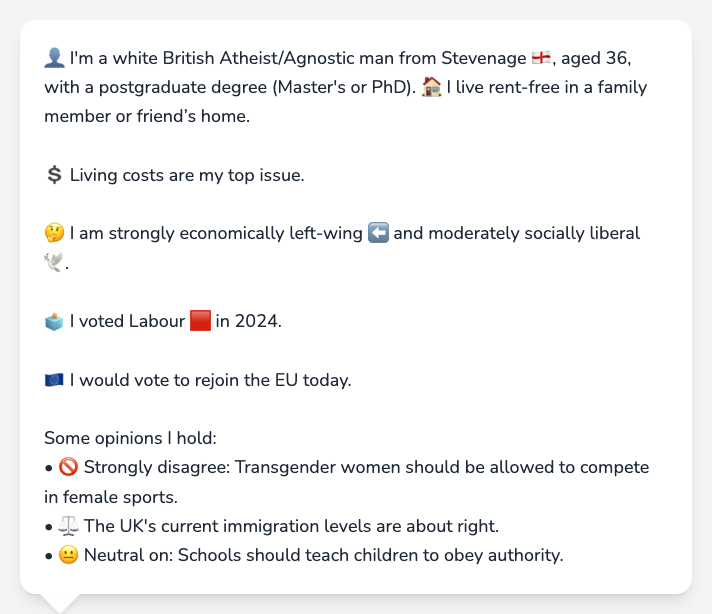 👤 I'm a white British Atheist/Agnostic man from Stevenage 🏴󠁧󠁢󠁥󠁮󠁧󠁿, aged 36,
with a postgraduate degree (Master's or PhD). 🏠 I live rent-free in a family
member or friend’s home.
💲 Living costs are my top issue.
🤔 I am strongly economically left-wing ⬅️ and moderately socially liberal
🕊️.
🗳️ I voted Labour 🟥 in 2024.
🇪🇺 I would vote to rejoin the EU today.
Some opinions I hold:
• 🚫 Strongly disagree: Transgender women should be allowed to compete
in female sports.
• ⚖️ The UK's current immigration levels are about right.
• 😐 Neutral on: Schools should teach children to obey authority.